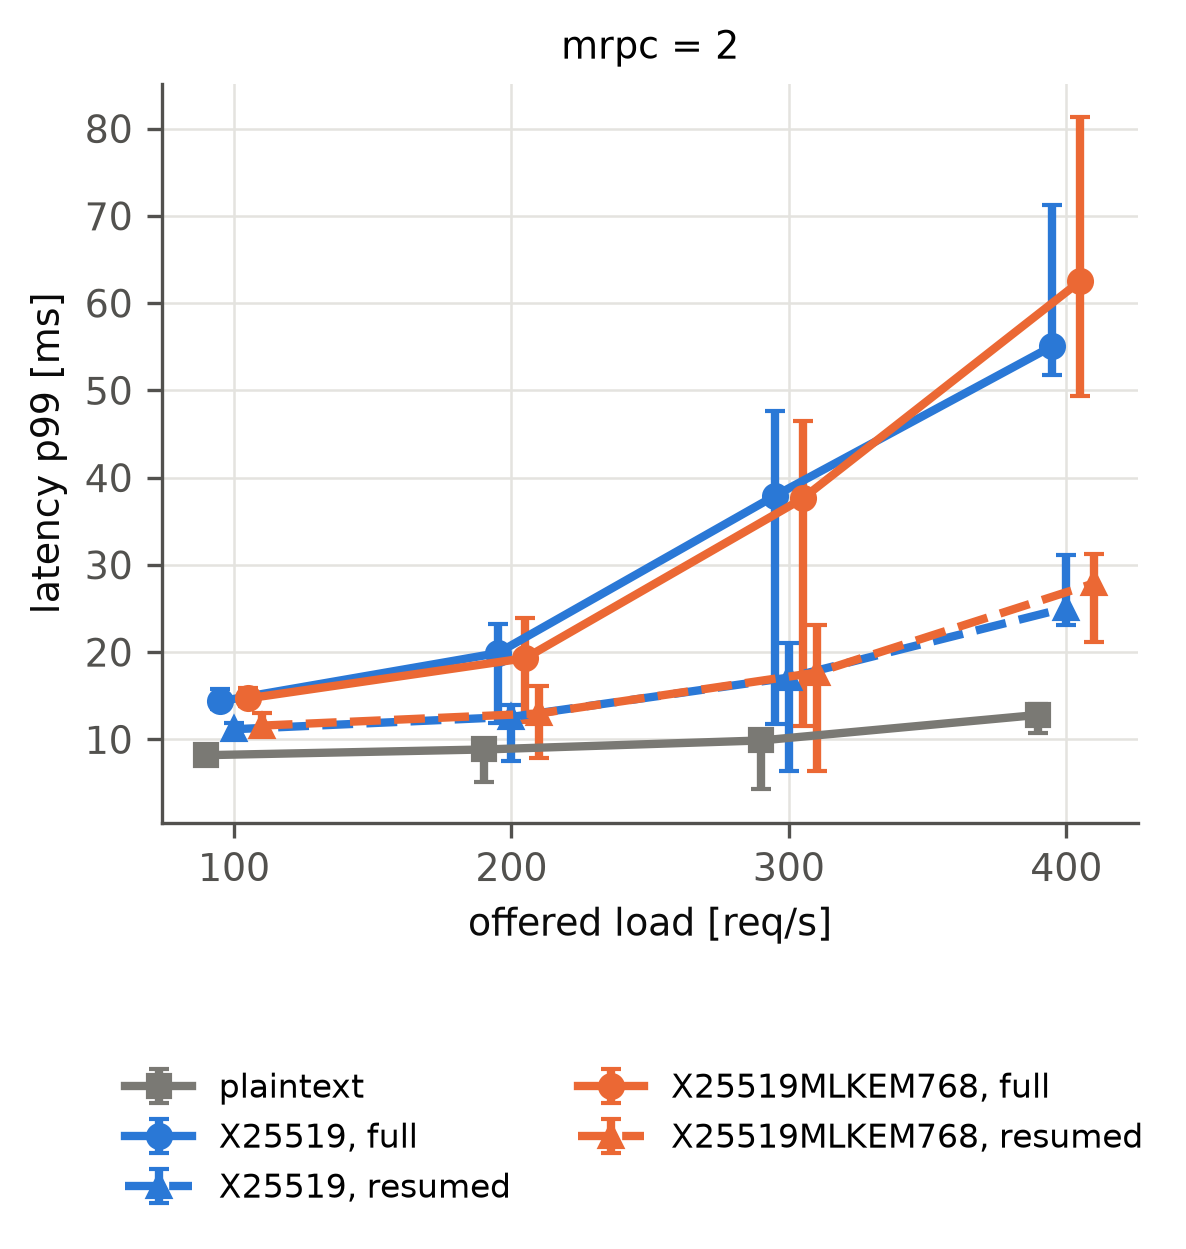 mrpc = 2
80
70
60
50
40
30
20
10
latency p99 [ms]
100 200 300 400
offered load [req/s]
plaintext
X25519, full
X25519, resumed
X25519MLKEM768, full
X25519MLKEM768, resumed